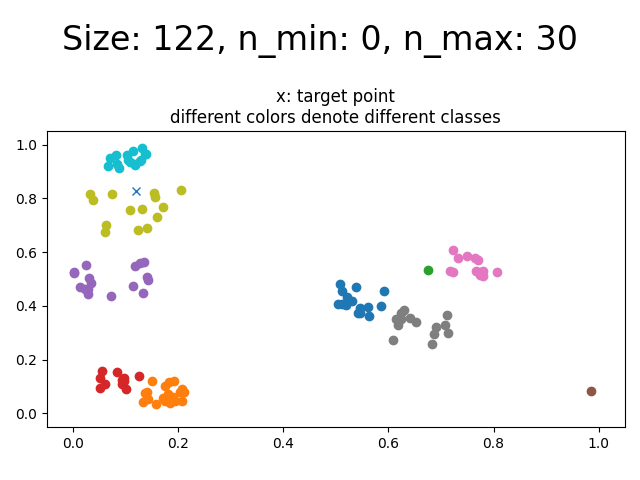 Size: 122, n_min: 0, n_max: 30
x: target point
different colors denote different classes
1.0
0.8
0.6
0.4
0.2
0.0
0.0 0.2 0.4 0.6 0.8 1.0